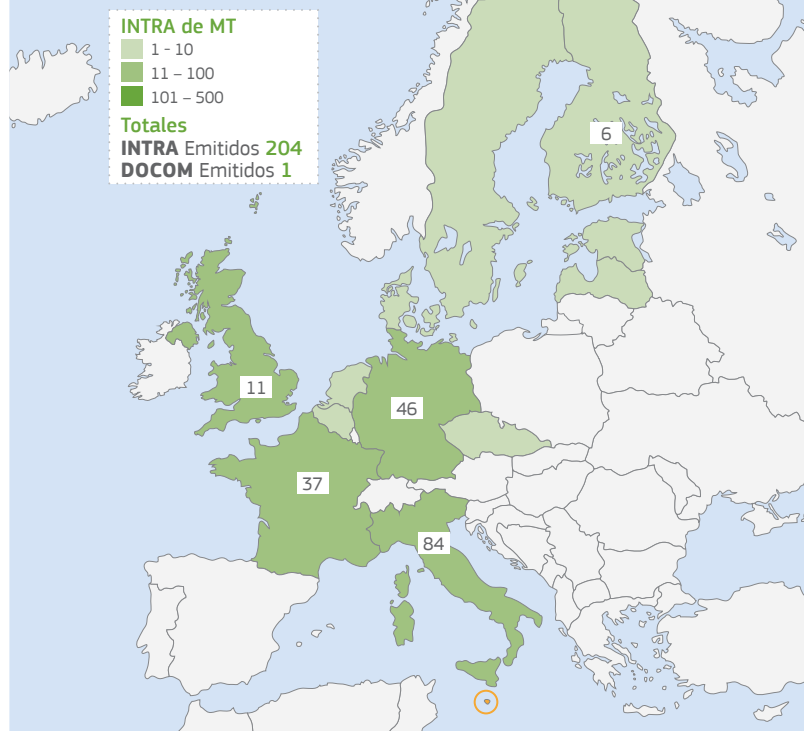 INTRA de MT
1 - 10
11 – 100
101 – 500
Totales
INTRA Emitidos 204
DOCOM Emitidos 1
6
11
46
37
84